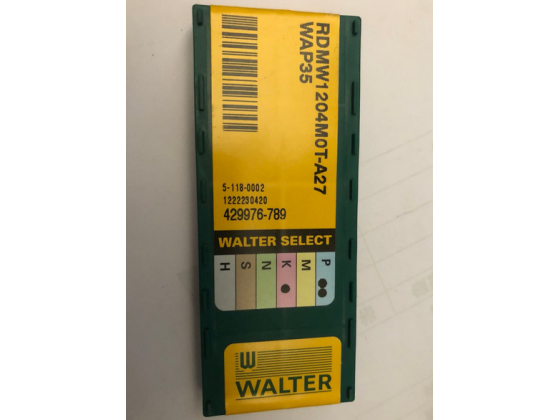 RDMW1204M0T-A27
WAP35
5-118-0002
1222230420
429976-789
WALTER SELECT
P
M
K
N
S
H
W
WALTER